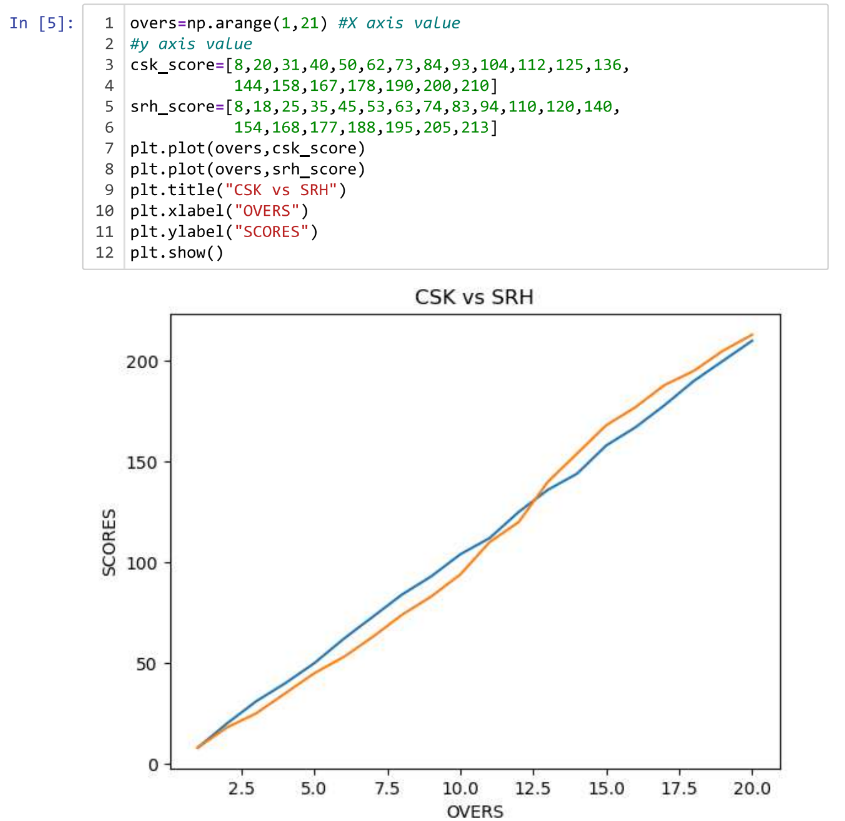 In [5]:
1 overs=np.arange(1,21) #X axis value
2 #y axis value
3 csk_score=[8,20,31,40,50,62,73,84,93,104,112,125,136,
4            144,158,167,178,190,200,210]
5 srh_score=[8,18,25,35,45,53,63,74,83,94,110,120,140,
6            154,168,177,188,195,205,213]
7 plt.plot(overs,csk_score)
8 plt.plot(overs,srh_score)
9 plt.title("CSK vs SRH")
10 plt.xlabel("OVERS")
11 plt.ylabel("SCORES")
12 plt.show()
CSK vs SRH
200
150
100
50
0
SCORES
2.5 5.0 7.5 10.0 12.5 15.0 17.5 20.0
OVERS